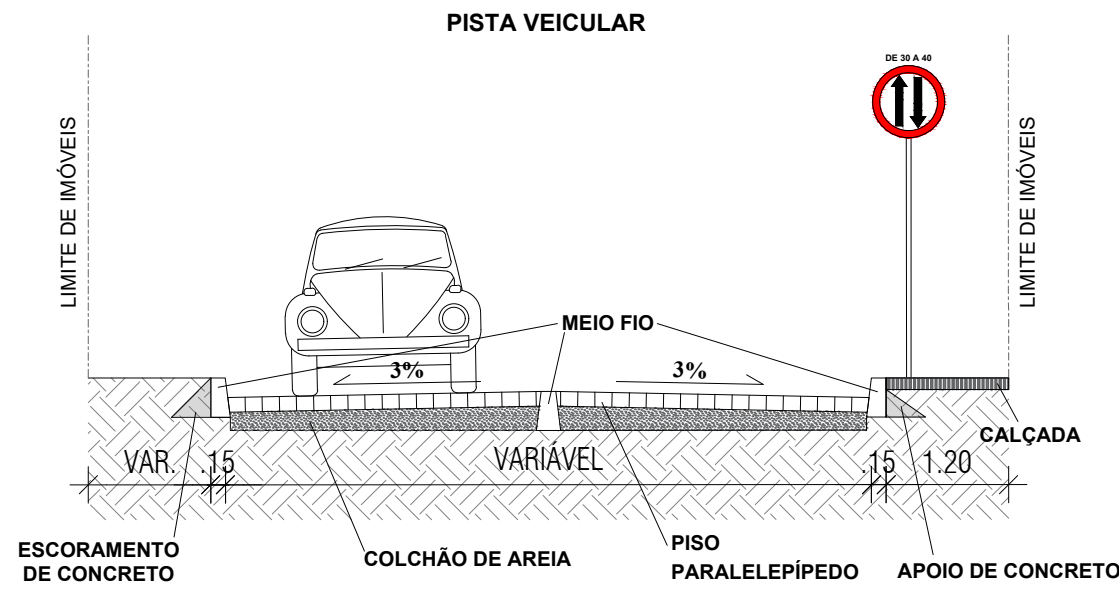 PISTA VEICULAR
DE 30 A 40
LIMITE DE IMÓVEIS
LIMITE DE IMÓVEIS
MEIO FIO
3%
3%
CALÇADA
VAR.
.15
VARIÁVEL
.15
1.20
ESCORAMENTO
DE CONCRETO
COLCHÃO DE AREIA
PISO
PARALELEPÍPEDO
APOIO DE CONCRETO